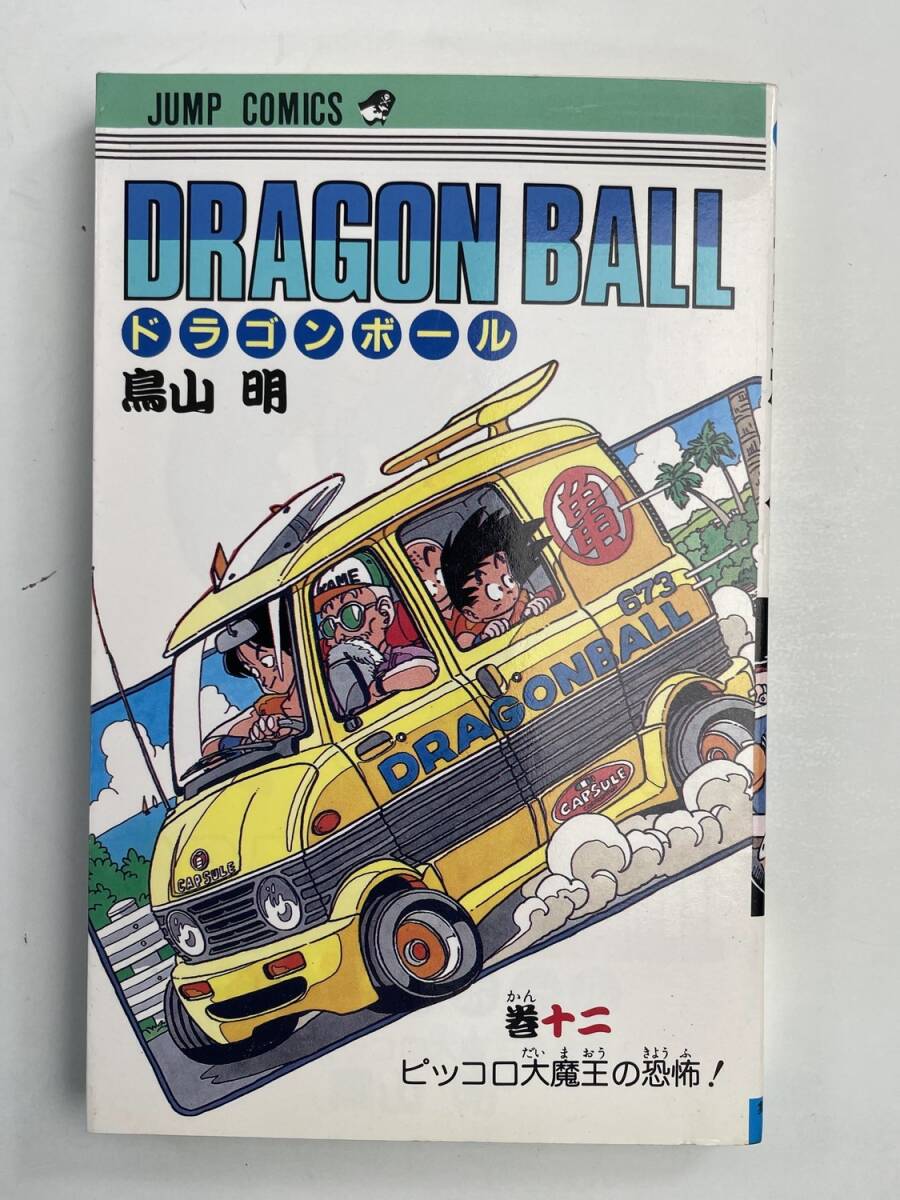 JUMP COMICS
DRAGON BALL
ドラゴンボール
鳥山 明
亀
KAME
673
DRAGONBALL
CAPSULE
CAPSULE
かん
巻十二
だいまおう きょうふ
ピッコロ大魔王の恐怖!